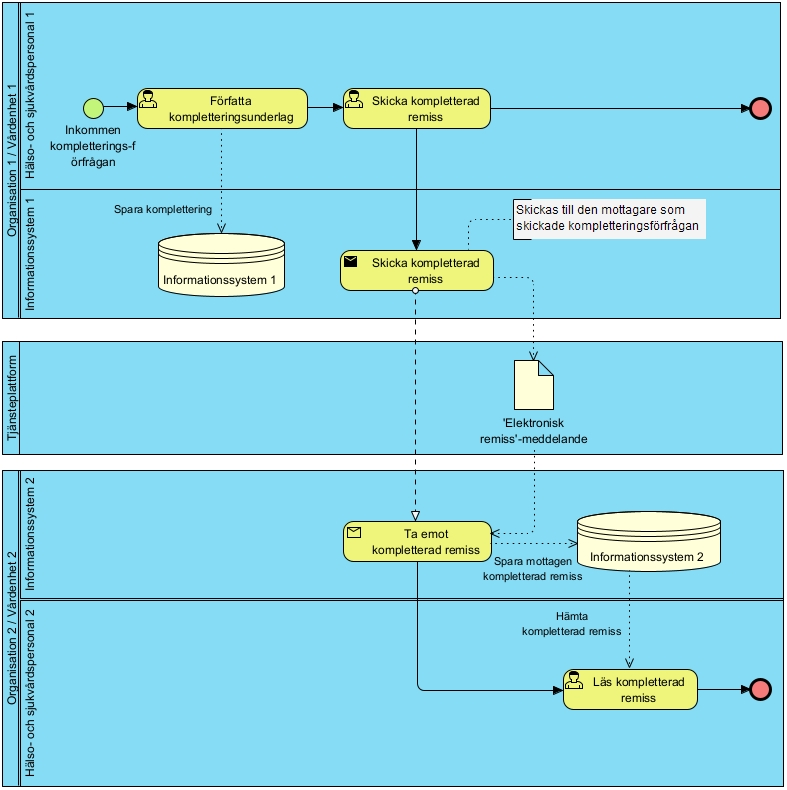 Organisation 1 / Vårdenhet 1
Hälso- och sjukvårdspersonal 1
Inkommen
kompletterings-f
örfrågan
Författa
kompletteringsunderlag
Skicka kompletterad
remiss
Informationssystem 1
Spara komplettering
Informationssystem 1
Skicka kompletterad
remiss
Skickas till den mottagare som
skickade kompletteringsförfrågan
Tjänsteplattform
'Elektronisk
remiss'-meddelande
Organisation 2 / Vårdenhet 2
Informationssystem 2
Ta emot
kompletterad remiss
Spara mottagen
kompletterad remiss
Informationssystem 2
Hälso- och sjukvårdspersonal 2
Hämta
kompletterad remiss
Läs kompletterad
remiss